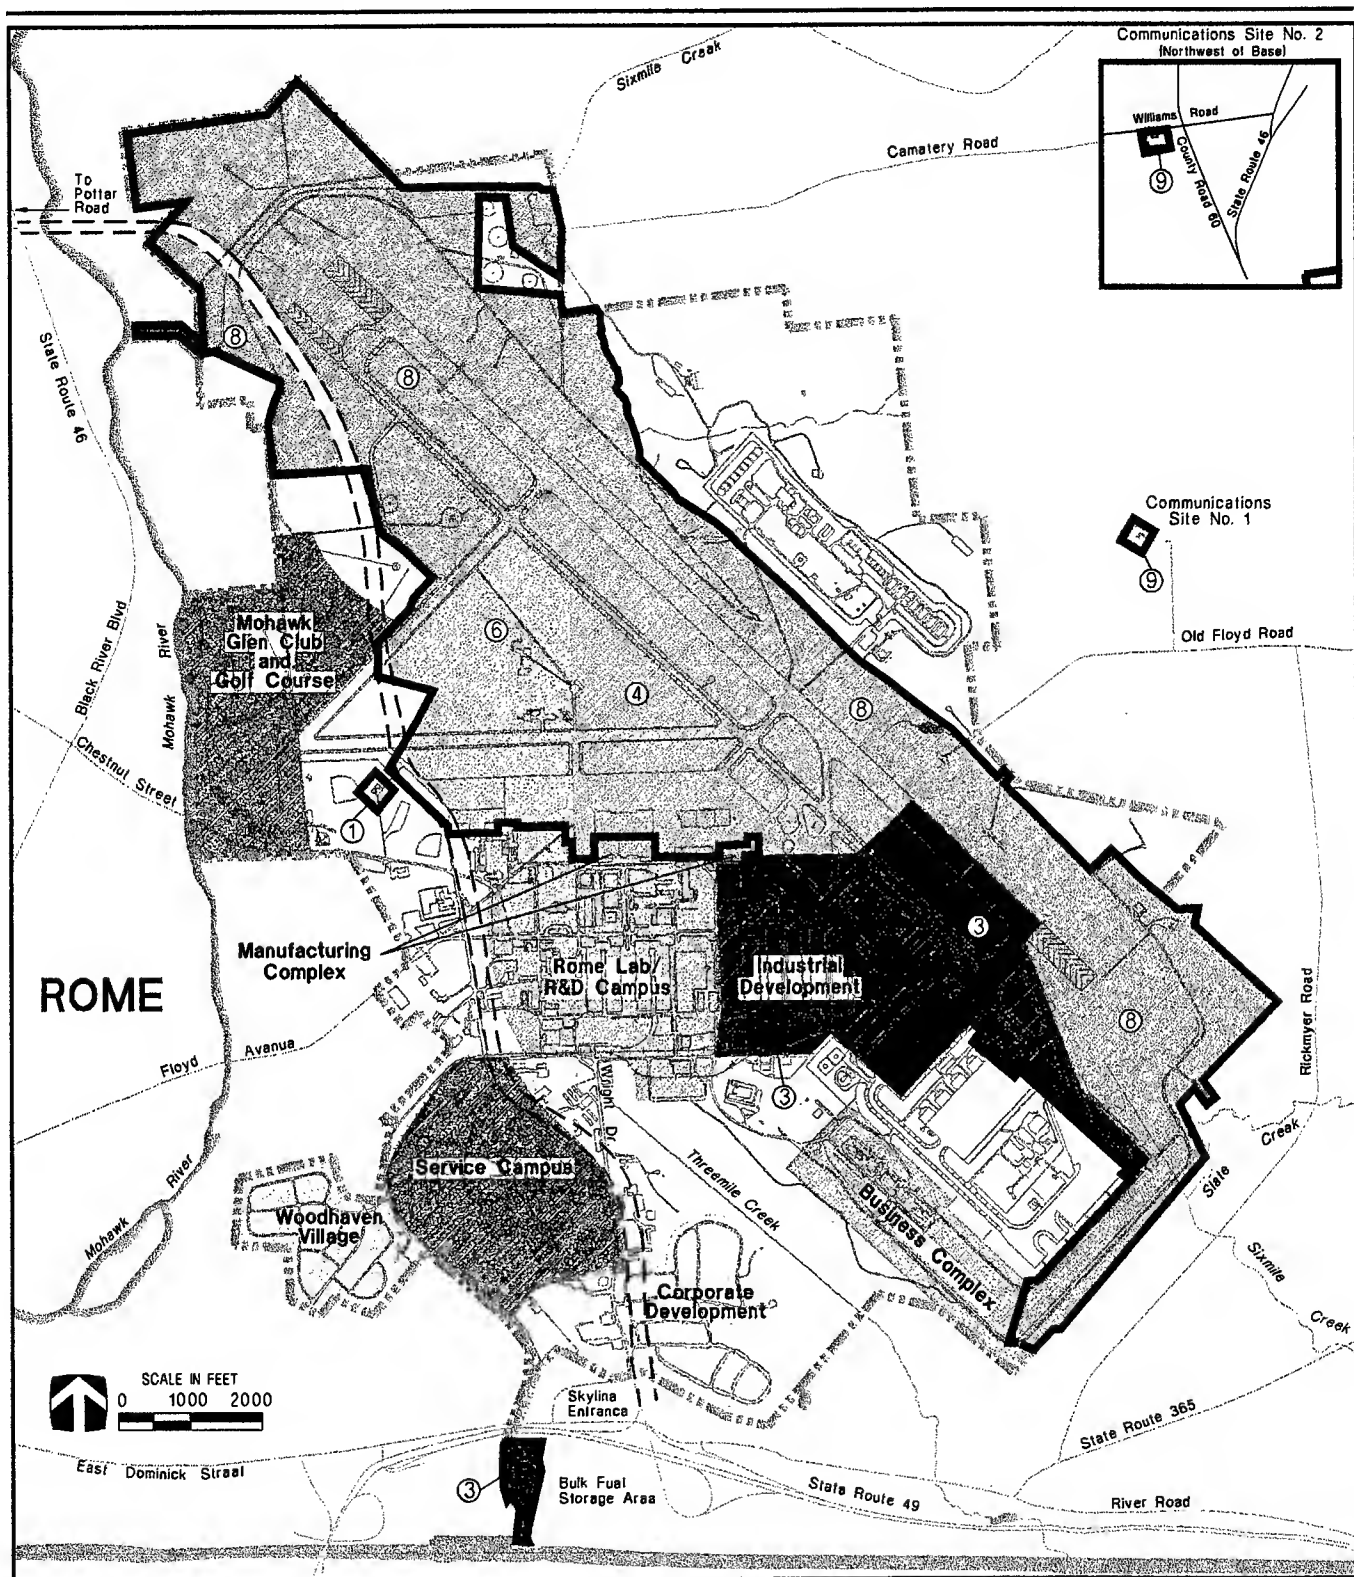 Communications Site No. 2
(Northwest of Base)
Williams Road
County Road 60
State Route 46
9
Sixmile Craak
Camatery Road
To
Pottar
Road
State Route 46
8
8
Communications
Site No. 1
9
Old Floyd Road
Black River Blvd
Mohawk River
Mohawk
Glen Club
and
Golf Course
6
4
8
Chestnut Street
1
Manufacturing
Complex
Rome Lab/
R&D Campus
Industrial
Development
3
8
ROME
Floyd Avanua
Rickmyer Road
Wright Dr.
3
Service Campus
Threemile Creek
Business Complex
Slate Creek
Sixmile Creek
Mohawk River
Woodhaven
Village
Corporate
Development
SCALE IN FEET
0 1000 2000
Skylina
Entranca
State Route 365
East Dominick Straal
3
Bulk Fual
Storage Araa
Stata Route 49
River Road